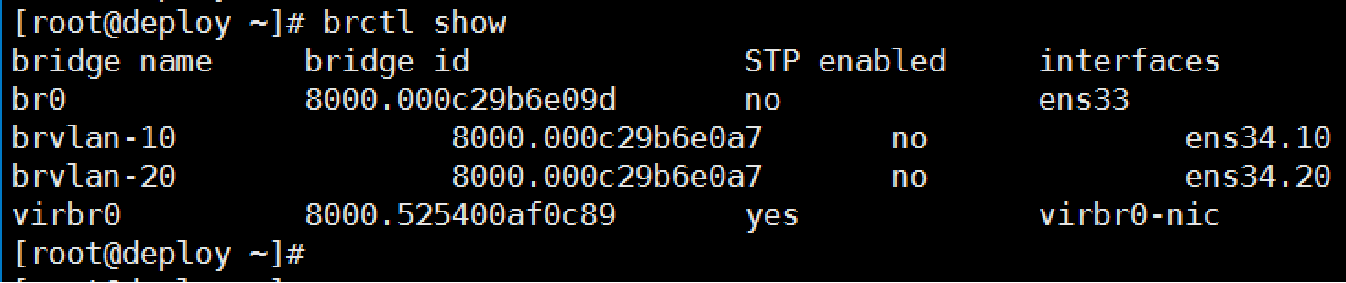 [root@deploy ~]# brctl show
bridge name     bridge id               STP enabled     interfaces
br0             8000.000c29b6e09d       no              ens33
brvlan-10               8000.000c29b6e0a7       no              ens34.10
brvlan-20               8000.000c29b6e0a7       no              ens34.20
virbr0          8000.525400af0c89       yes             virbr0-nic
[root@deploy ~]#